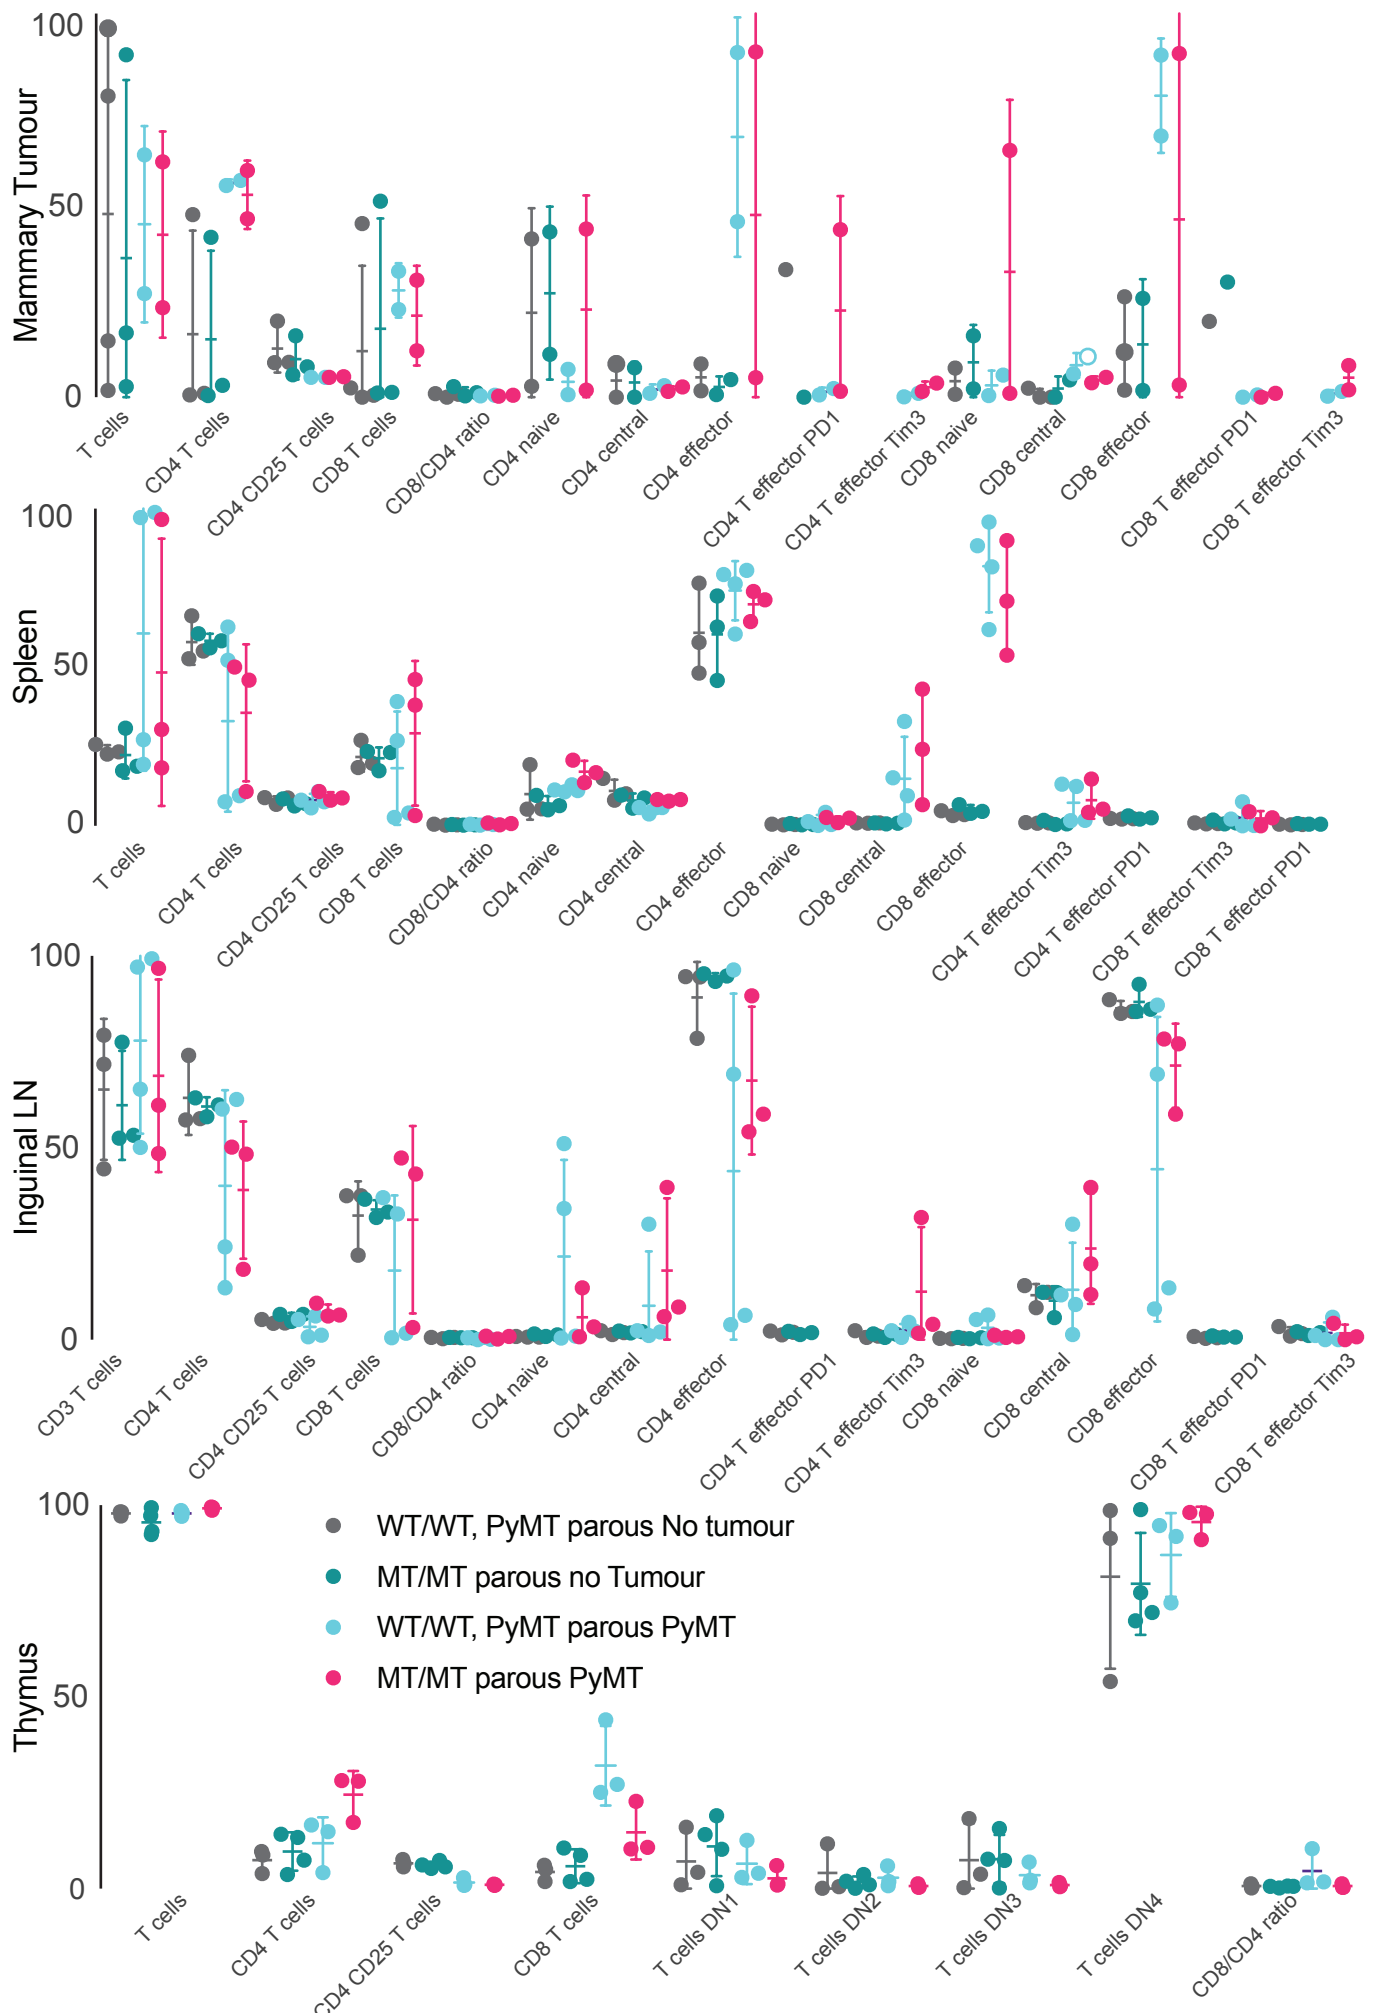 Mammary Tumour
100
50
0
T cells
CD4 T cells
CD4 CD25 T cells
CD8 T cells
CD8/CD4 ratio
CD4 naive
CD4 central
CD4 effector
CD4 T effector PD1
CD4 T effector Tim3
CD8 naive
CD8 central
CD8 effector
CD8 T effector PD1
CD8 T effector Tim3
Spleen
100
50
0
T cells
CD4 T cells
CD4 CD25 T cells
CD8 T cells
CD8/CD4 ratio
CD4 naive
CD4 central
CD4 effector
CD8 naive
CD8 central
CD8 effector
CD4 T effector Tim3
CD4 T effector PD1
CD8 T effector Tim3
CD8 T effector PD1
Inguinal LN
100
50
0
CD3 T cells
CD4 T cells
CD4 CD25 T cells
CD8 T cells
CD8/CD4 ratio
CD4 naive
CD4 central
CD4 effector
CD4 T effector PD1
CD4 T effector Tim3
CD8 naive
CD8 central
CD8 effector
CD8 T effector PD1
CD8 T effector Tim3
Thymus
100
50
0
WT/WT, PyMT parous No tumour
MT/MT parous no Tumour
WT/WT, PyMT parous PyMT
MT/MT parous PyMT
T cells
CD4 T cells
CD4 CD25 T cells
CD8 T cells
T cells DN1
T cells DN2
T cells DN3
T cells DN4
CD8/CD4 ratio